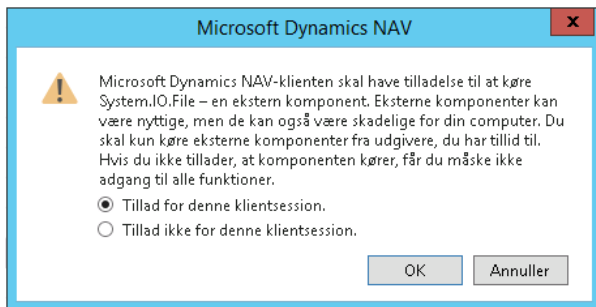 Microsoft Dynamics NAV
x
Microsoft Dynamics NAV-klienten skal have tilladelse til at køre
System.IO.File – en ekstern komponent. Eksterne komponenter kan
være nyttige, men de kan også være skadelige for din computer. Du
skal kun køre eksterne komponenter fra udgivere, du har tillid til.
Hvis du ikke tillader, at komponenten kører, får du måske ikke
adgang til alle funktioner.
Tillad for denne klientsession.
Tillad ikke for denne klientsession.
OK Annuller